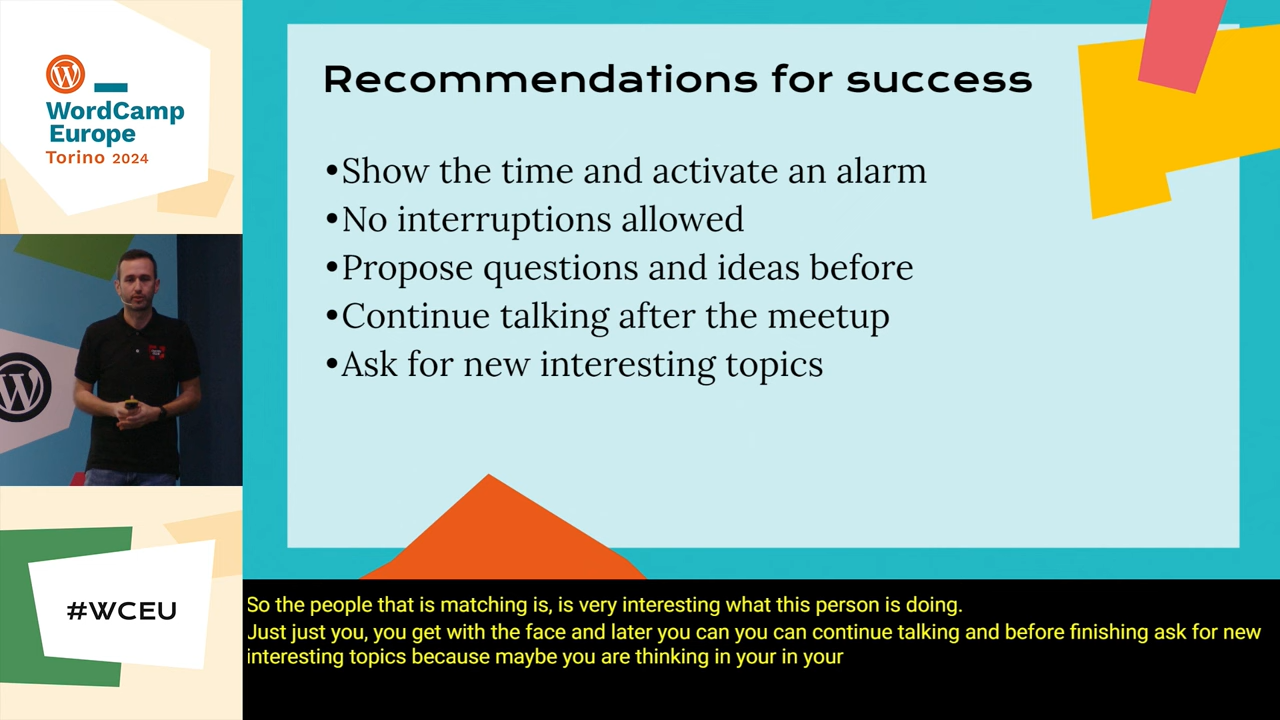 WordCamp
Europe
Torino 2024
#WCEU
Recommendations for success
•Show the time and activate an alarm
•No interruptions allowed
•Propose questions and ideas before
•Continue talking after the meetup
•Ask for new interesting topics
So the people that is matching is, is very interesting what this person is doing.
Just just you, you get with the face and later you can you can continue talking and before finishing ask for new
interesting topics because maybe you are thinking in your in your